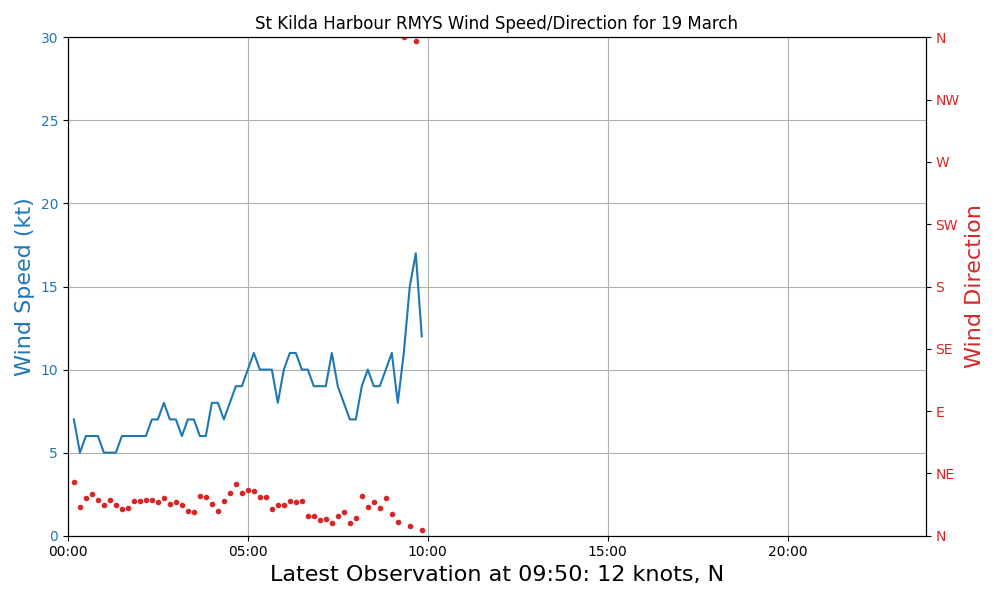 St Kilda Harbour RMYS Wind Speed/Direction for 19 March
Wind Speed (kt)
30
25
20
15
10
5
0
00:00
05:00
10:00
15:00
20:00
N
NW
W
SW
S
SE
E
NE
N
Wind Direction
Latest Observation at 09:50: 12 knots, N